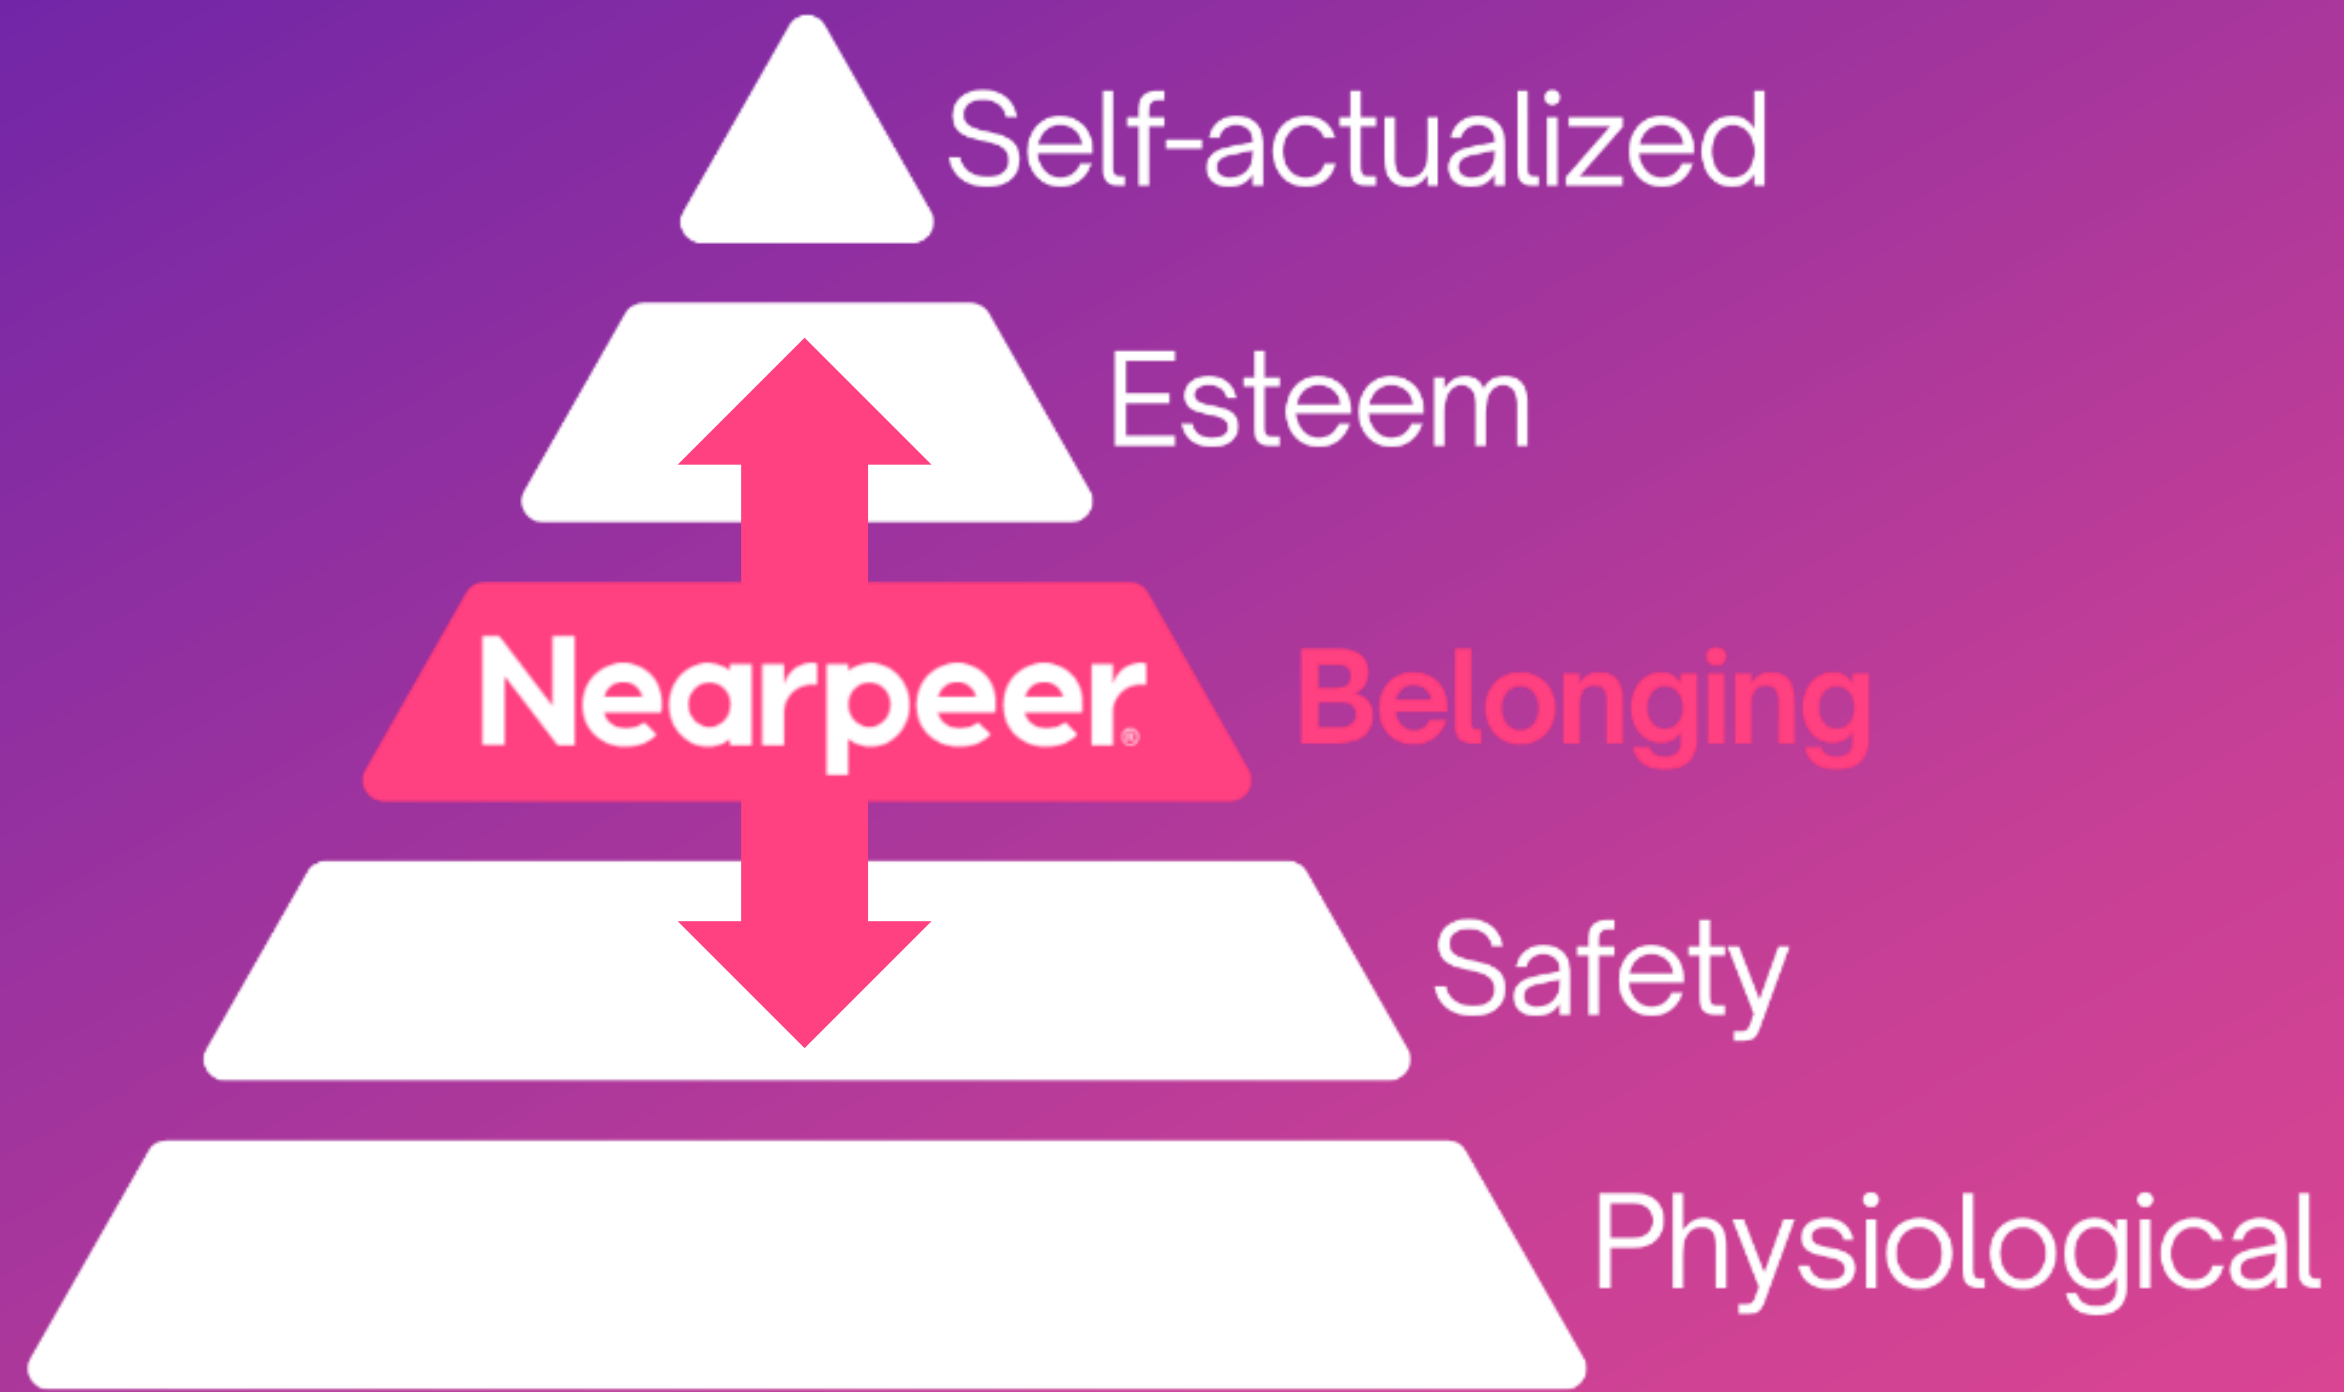 Self-actualized
Esteem
Nearpeer® Belonging
Safety
Physiological